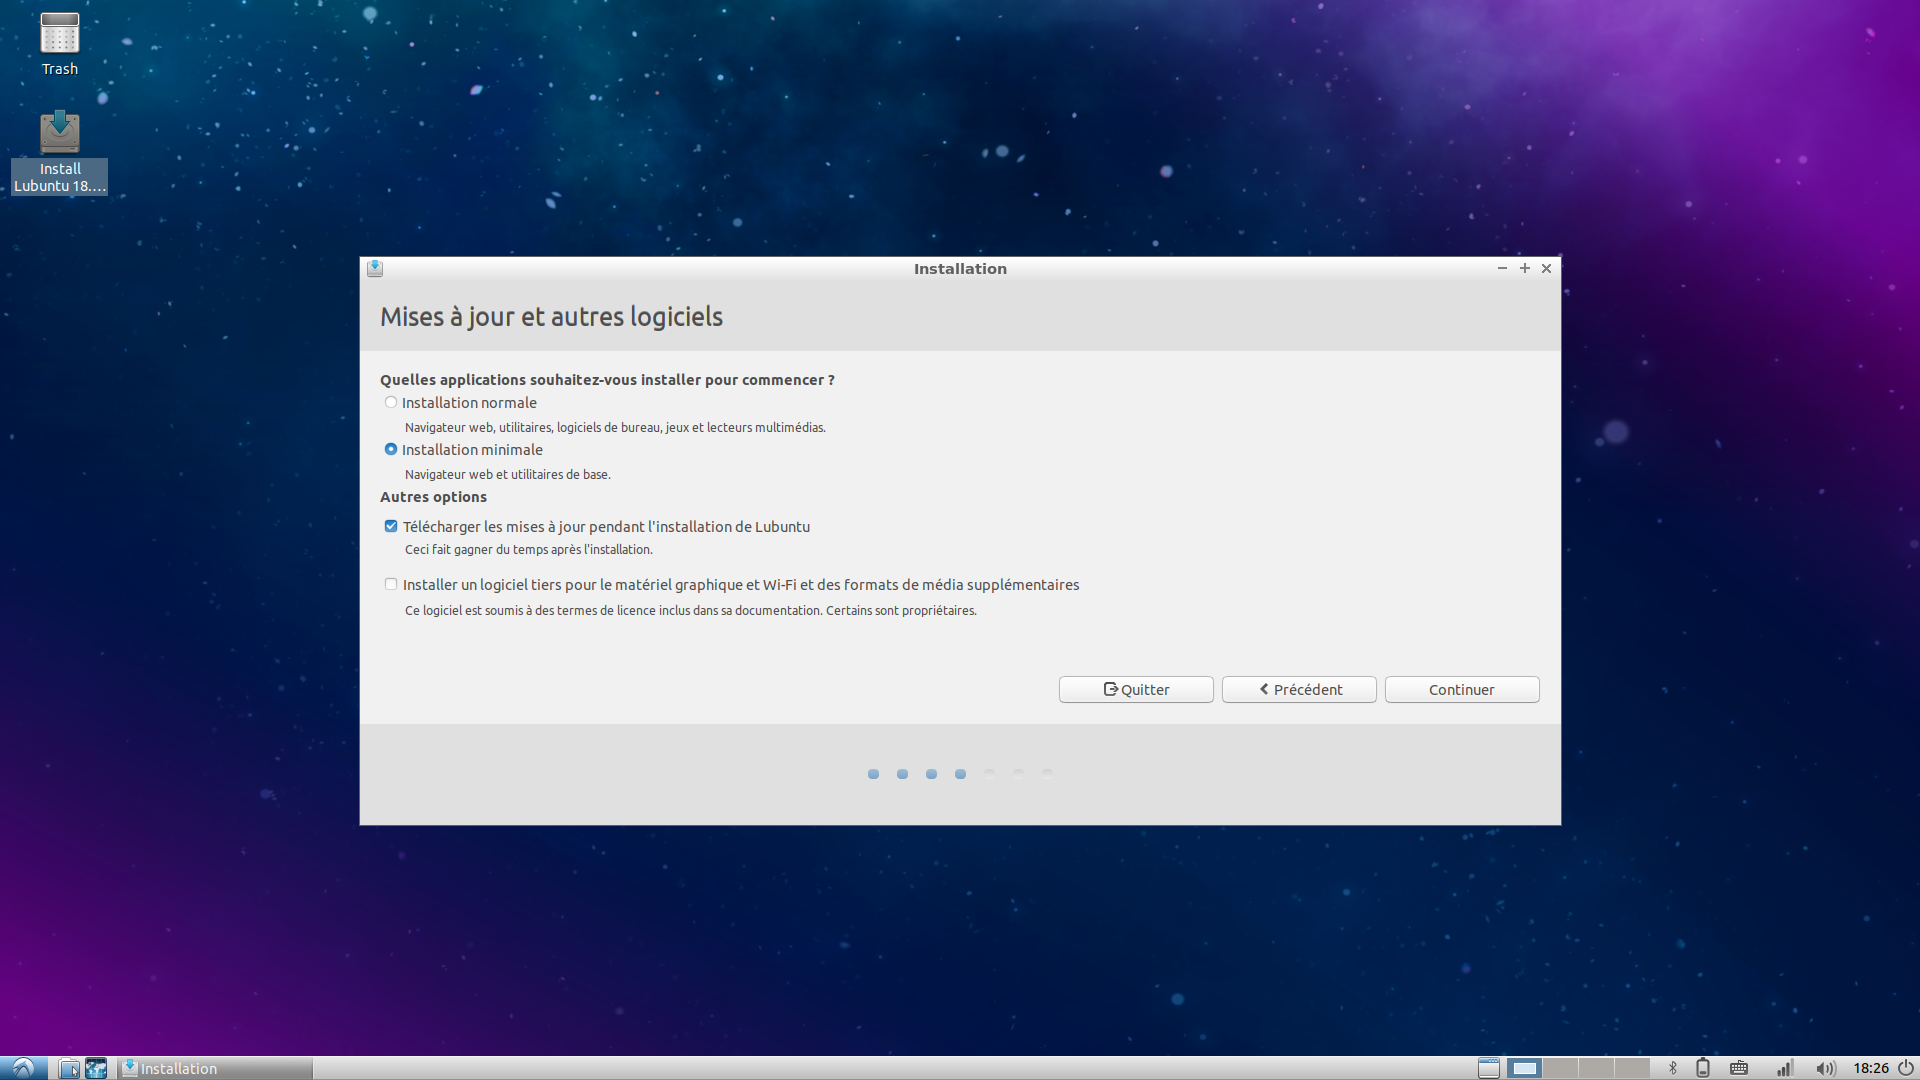 Trash
Install
Lubuntu 18....
Installation
Mises à jour et autres logiciels
Quelles applications souhaitez-vous installer pour commencer ?
Installation normale
Navigateur web, utilitaires, logiciels de bureau, jeux et lecteurs multimédias.
Installation minimale
Navigateur web et utilitaires de base.
Autres options
Télécharger les mises à jour pendant l'installation de Lubuntu
Ceci fait gagner du temps après l'installation.
Installer un logiciel tiers pour le matériel graphique et Wi-Fi et des formats de média supplémentaires
Ce logiciel est soumis à des termes de licence inclus dans sa documentation. Certains sont propriétaires.
Quitter
Précédent
Continuer
Installation
18:26